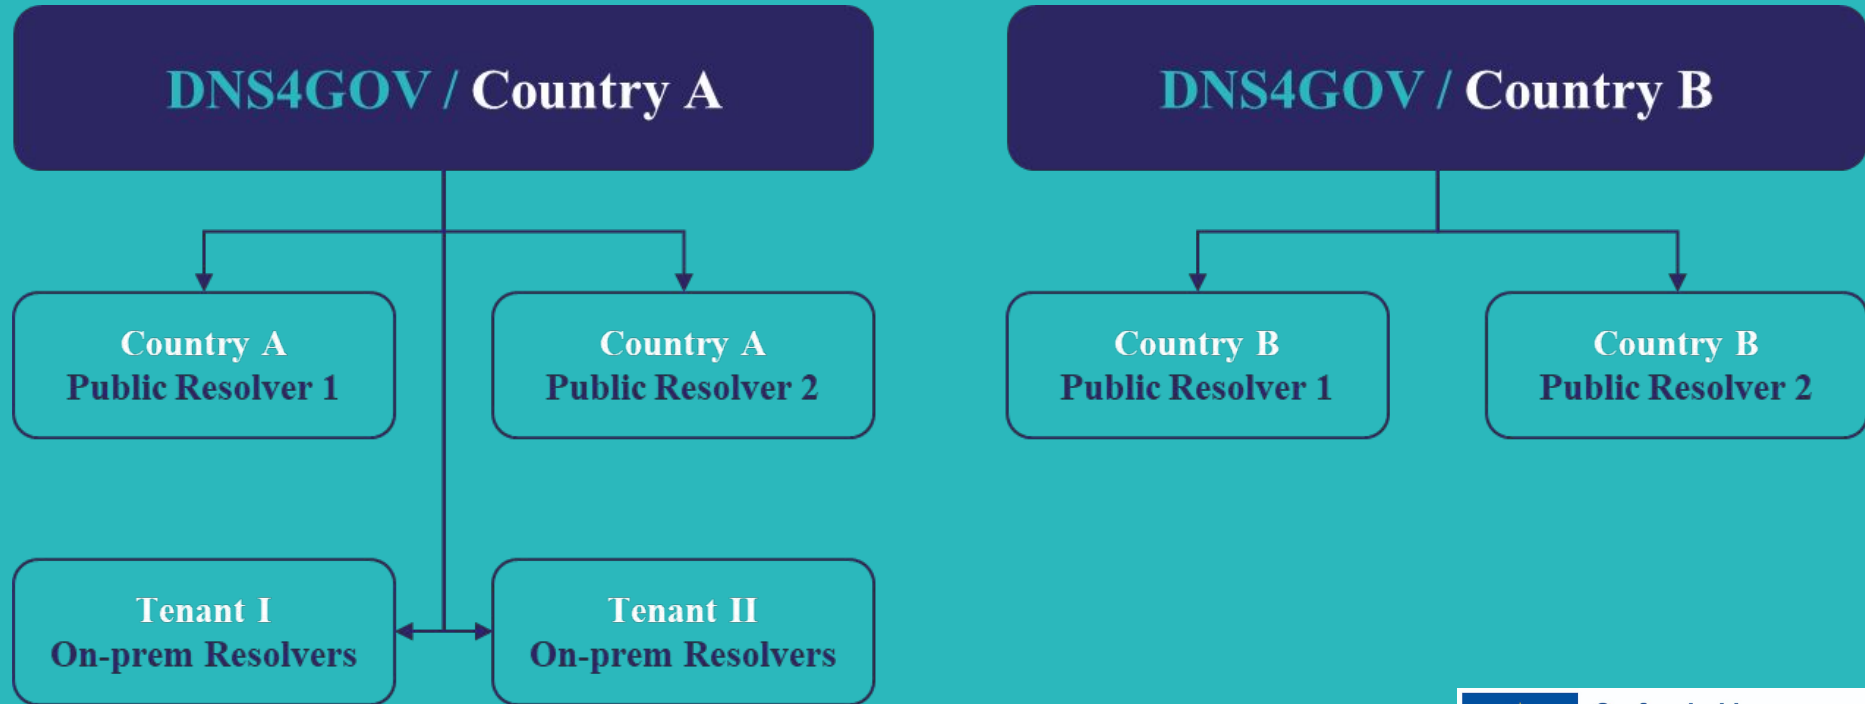 DNS4GOV / Country A
DNS4GOV / Country B
Country A
Public Resolver 1
Country A
Public Resolver 2
Country B
Public Resolver 1
Country B
Public Resolver 2
Tenant I
On-prem Resolvers
Tenant II
On-prem Resolvers